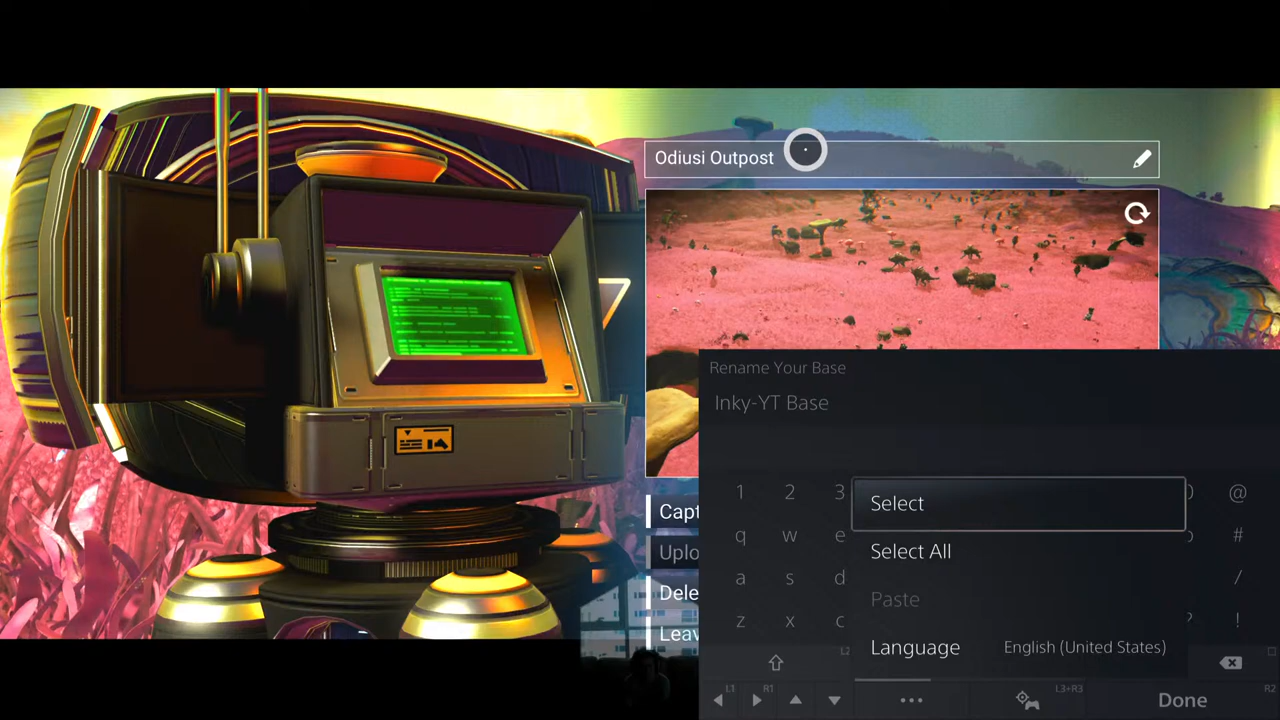 Odiusi Outpost
Rename Your Base
Inky-YT Base
1 2 3 @
Select
q w e #
Select All
a s d /
Paste
z x c !
Language English (United States)
Capt
Uplo
Dele
Leav
L2
L1 R1 L3+R3 R2
... Done